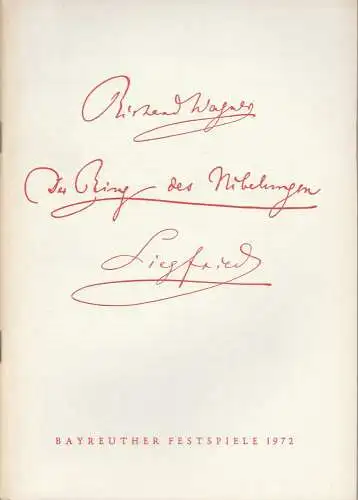 Richard Wagner
Der Ring des Nibelungen
Siegfried
BAYREUTHER FESTSPIELE 1972